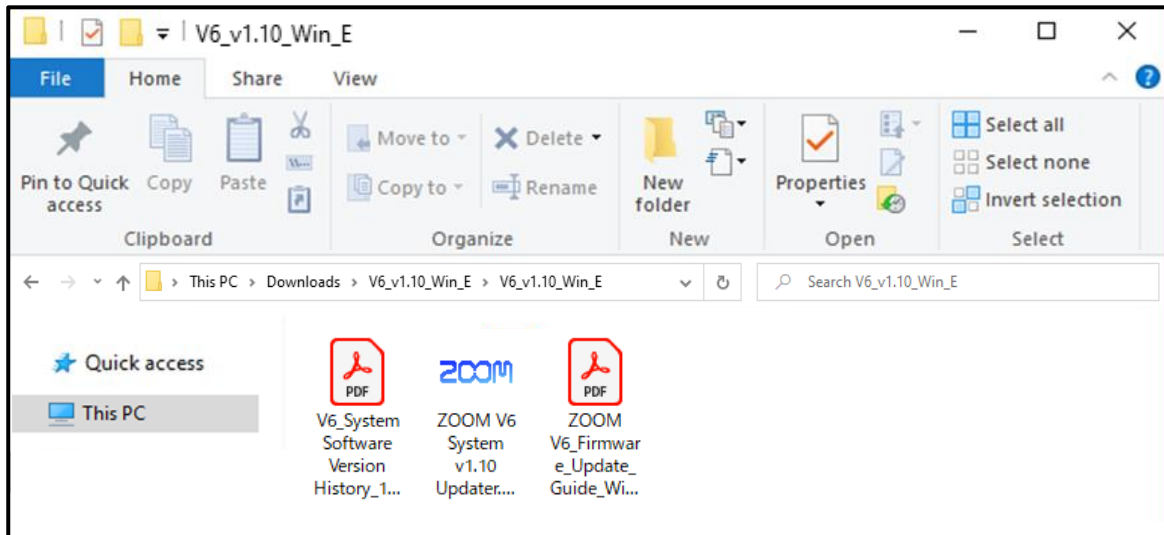 V6_v1.10_Win_E
File Home Share View
Pin to Quick access
Copy
Paste
Clipboard
Move to
Copy to
Delete
Rename
Organize
New folder
New
Properties
Open
Select all
Select none
Invert selection
Select
This PC > Downloads > V6_v1.10_Win_E > V6_v1.10_Win_E
Search V6_v1.10_Win_E
Quick access
This PC
PDF
V6_System
Software
Version
History_1...
ZOOM
ZOOM V6
System
v1.10
Updater....
PDF
ZOOM
V6_Firmwar
e_Update_
Guide_Wi...